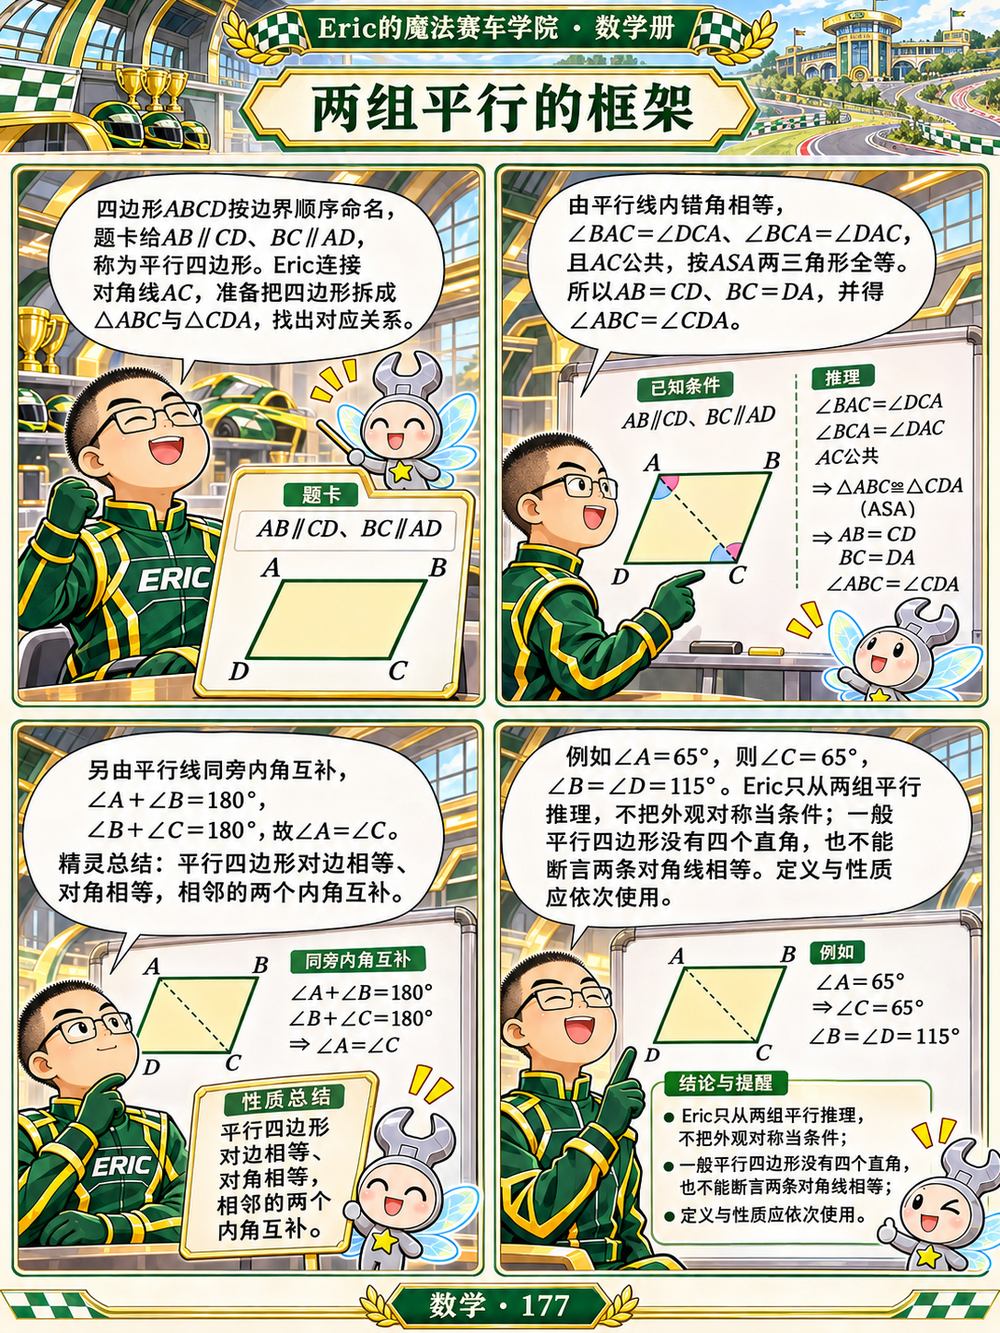 Eric的魔法赛车学院 · 数学册
两组平行的框架
四边形ABCD按边界顺序命名，
题卡给AB∥CD、BC∥AD，
称为平行四边形。Eric连接
对角线AC，准备把四边形拆成
△ABC与△CDA，找出对应关系。
ERIC
题卡
AB∥CD、BC∥AD
A
B
D
C
由平行线内错角相等，
∠BAC＝∠DCA、∠BCA＝∠DAC，
且AC公共，按ASA两三角形全等。
所以AB＝CD、BC＝DA，并得
∠ABC＝∠CDA。
已知条件
AB∥CD、BC∥AD
A
B
D
C
推理
∠BAC＝∠DCA
∠BCA＝∠DAC
AC公共
⇒ △ABC≌△CDA
（ASA）
⇒ AB＝CD
BC＝DA
∠ABC＝∠CDA
另由平行线同旁内角互补，
∠A＋∠B＝180°，
∠B＋∠C＝180°，故∠A＝∠C。
精灵总结：平行四边形对边相等、
对角相等，相邻的两个内角互补。
A
B
D
C
同旁内角互补
∠A＋∠B＝180°
∠B＋∠C＝180°
⇒ ∠A＝∠C
ERIC
性质总结
平行四边形
对边相等、
对角相等，
相邻的两个
内角互补。
例如∠A＝65°，则∠C＝65°，
∠B＝∠D＝115°。Eric只从两组平行
推理，不把外观对称当条件；一般
平行四边形没有四个直角，也不能
断言两条对角线相等。定义与性质
应依次使用。
A
B
D
C
例如
∠A＝65°
⇒∠C＝65°
∠B＝∠D＝115°
结论与提醒
● Eric只从两组平行推理，
不把外观对称当条件；
● 一般平行四边形没有四个直角，
也不能断言两条对角线相等；
● 定义与性质应依次使用。
数学 · 177